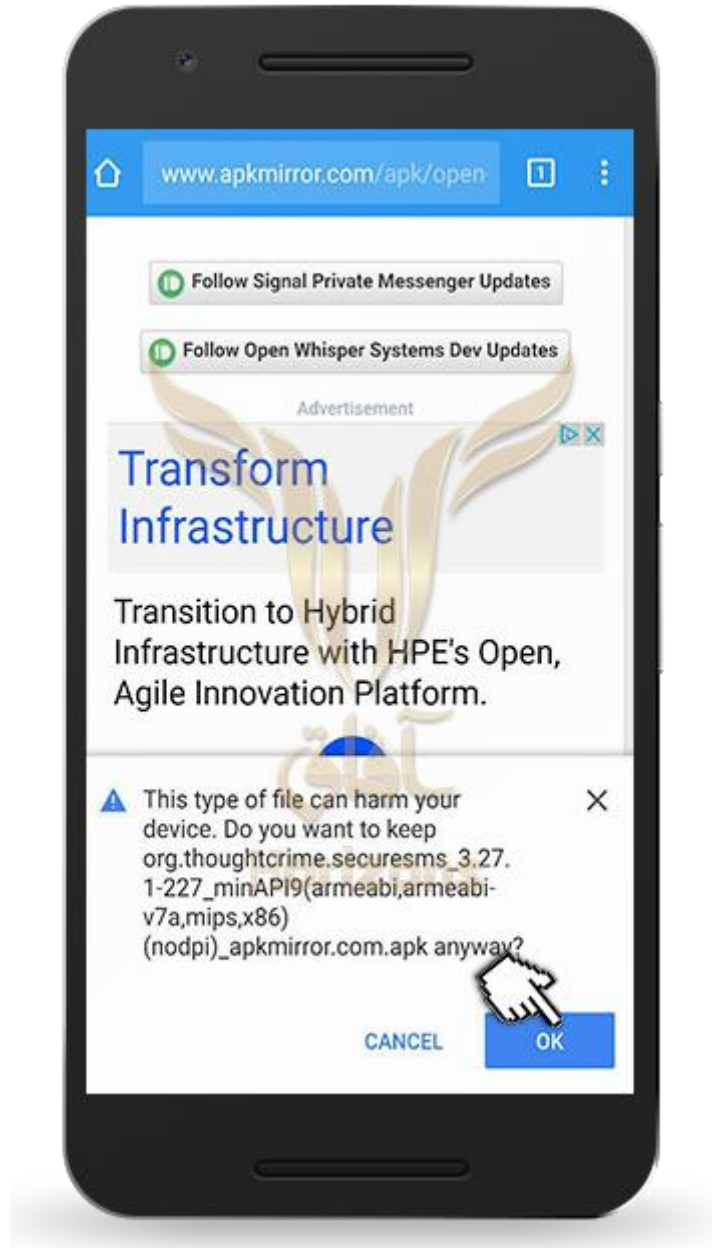 www.apkmirror.com/apk/open-
1
Follow Signal Private Messenger Updates
Follow Open Whisper Systems Dev Updates
Advertisement
Transform
Infrastructure
Transition to Hybrid
Infrastructure with HPE's Open,
Agile Innovation Platform.
آفاق
Horizons
This type of file can harm your
device. Do you want to keep
org.thoughtcrime.securesms_3.27.
1-227_minAPI9(armeabi,armeabi-
v7a,mips,x86)
(nodpi)_apkmirror.com.apk anyway?
CANCEL
OK